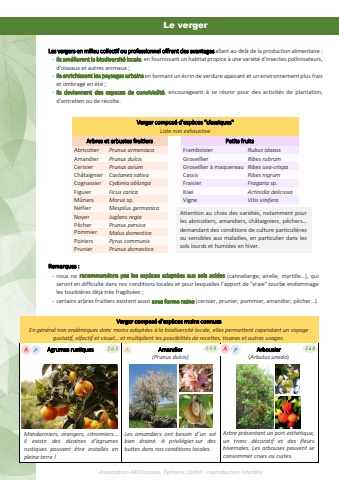 Le verger
Les vergers en milieu collectif ou professionnel offrent des avantages allant au-delà de la production alimentaire :
- ils améliorent la biodiversité locale, en fournissant un habitat propice à une variété d'insectes pollinisateurs,
d'oiseaux et autres animaux ;
- ils enrichissent les paysages urbains en formant un écrin de verdure apaisant et un environnement plus frais
et ombragé en été ;
- ils deviennent des espaces de convivialité, encourageant à se réunir pour des activités de plantation,
d'entretien ou de récolte.
Verger composé d'espèces "classiques"
Liste non exhaustive
Arbres et arbustes fruitiers
Abricotier Prunus armeniaca
Amandier Prunus dulcis
Cerisier Prunus avium
Châtaignier Castanea sativa
Cognassier Cydonia oblonga
Figuier Ficus carica
Mûriers Morus sp.
Néflier Mespilus germanica
Noyer Juglans regia
Pêcher Prunus persica
Pommier Malus domestica
Poiriers Pyrus communis
Prunier Prunus domestica
Petits fruits
Framboisier Rubus idaeus
Groseillier Ribes rubrum
Groseillier à maquereau Ribes uva-crispa
Cassis Ribes nigrum
Fraisier Fragaria sp.
Kiwi Actinidia deliciosa
Vigne Vitis vinifera
Attention au choix des variétés, notamment pour
les abricotiers, amandiers, châtaigniers, pêchers...
demandant des conditions de culture particulières
ou sensibles aux maladies, en particulier dans les
sols lourds et humides en hiver.
Remarques :
- nous ne recommandons pas les espèces adaptées aux sols acides (canneberge, airelle, myrtille...), qui
seront en difficulté dans nos conditions locales et pour lesquelles l'apport de "vraie" tourbe endommage
les tourbières déjà très fragilisées ;
- certains arbres fruitiers existent aussi sous forme naine (cerisier, prunier, pommier, amandier, pêcher...).
Verger composé d'espèces moins connues
En général non endémiques donc moins adaptées à la biodiversité locale, elles permettent cependant un voyage
gustatif, olfactif et visuel... et multiplient les possibilités de recettes, tisanes et autres usages.
A P Agrumes rustiques
Mandariniers, orangers, citronniers...
il existe des dizaines d'agrumes
rustiques pouvant être installés en
pleine terre !
A Amandier
(Prunus dulcis)
Les amandiers ont besoin d'un sol
bien drainé. A privilégier sur des
buttes dans nos conditions locales.
A P Arbousier
(Arbutus unedo)
Arbre présentant un port esthétique,
un tronc décoratif et des fleurs
hivernales. Les arbouses peuvent se
consommer crues ou cuites.